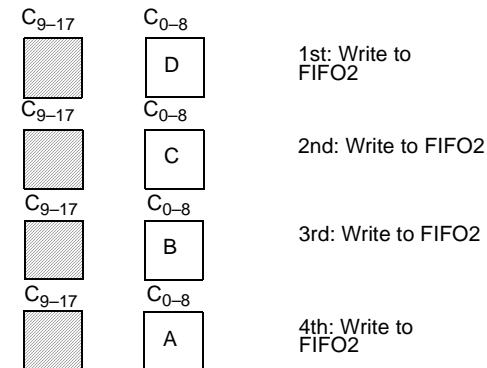 C9–17 C0–8
D 1st: Write to
FIFO2
C9–17 C0–8
C 2nd: Write to FIFO2
C9–17 C0–8
B 3rd: Write to FIFO2
C9–17 C0–8
A 4th: Write to
FIFO2